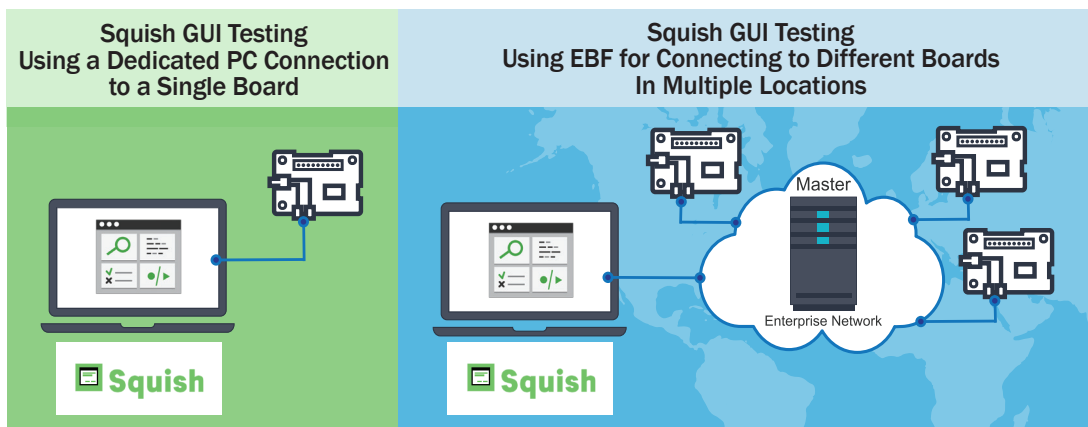 Squish GUI Testing
Using a Dedicated PC Connection
to a Single Board
Squish
Squish GUI Testing
Using EBF for Connecting to Different Boards
In Multiple Locations
Master
Enterprise Network
Squish